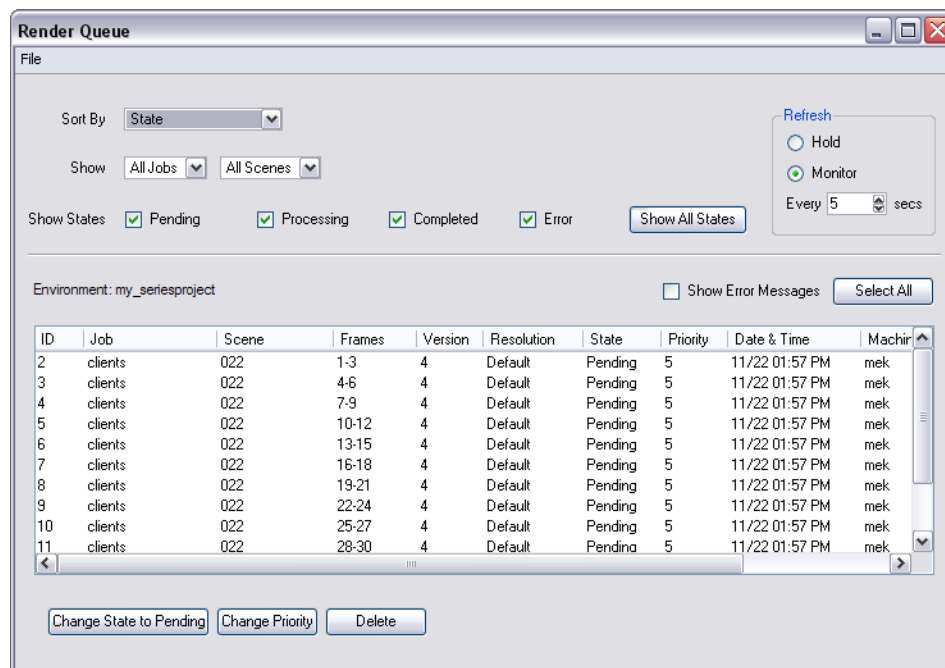 Render Queue
File
Sort By State
Refresh
Hold
Show All Jobs All Scenes
Monitor
Every 5 secs
Show States Pending Processing Completed Error Show All States
Environment: my_seriesproject Show Error Messages Select All
ID Job Scene Frames Version Resolution State Priority Date & Time Machin
2 clients 022 1-3 4 Default Pending 5 11/22 01:57 PM mek
3 clients 022 4-6 4 Default Pending 5 11/22 01:57 PM mek
4 clients 022 7-9 4 Default Pending 5 11/22 01:57 PM mek
5 clients 022 10-12 4 Default Pending 5 11/22 01:57 PM mek
6 clients 022 13-15 4 Default Pending 5 11/22 01:57 PM mek
7 clients 022 16-18 4 Default Pending 5 11/22 01:57 PM mek
8 clients 022 19-21 4 Default Pending 5 11/22 01:57 PM mek
9 clients 022 22-24 4 Default Pending 5 11/22 01:57 PM mek
10 clients 022 25-27 4 Default Pending 5 11/22 01:57 PM mek
11 clients 022 28-30 4 Default Pending 5 11/22 01:57 PM mek
Change State to Pending Change Priority Delete